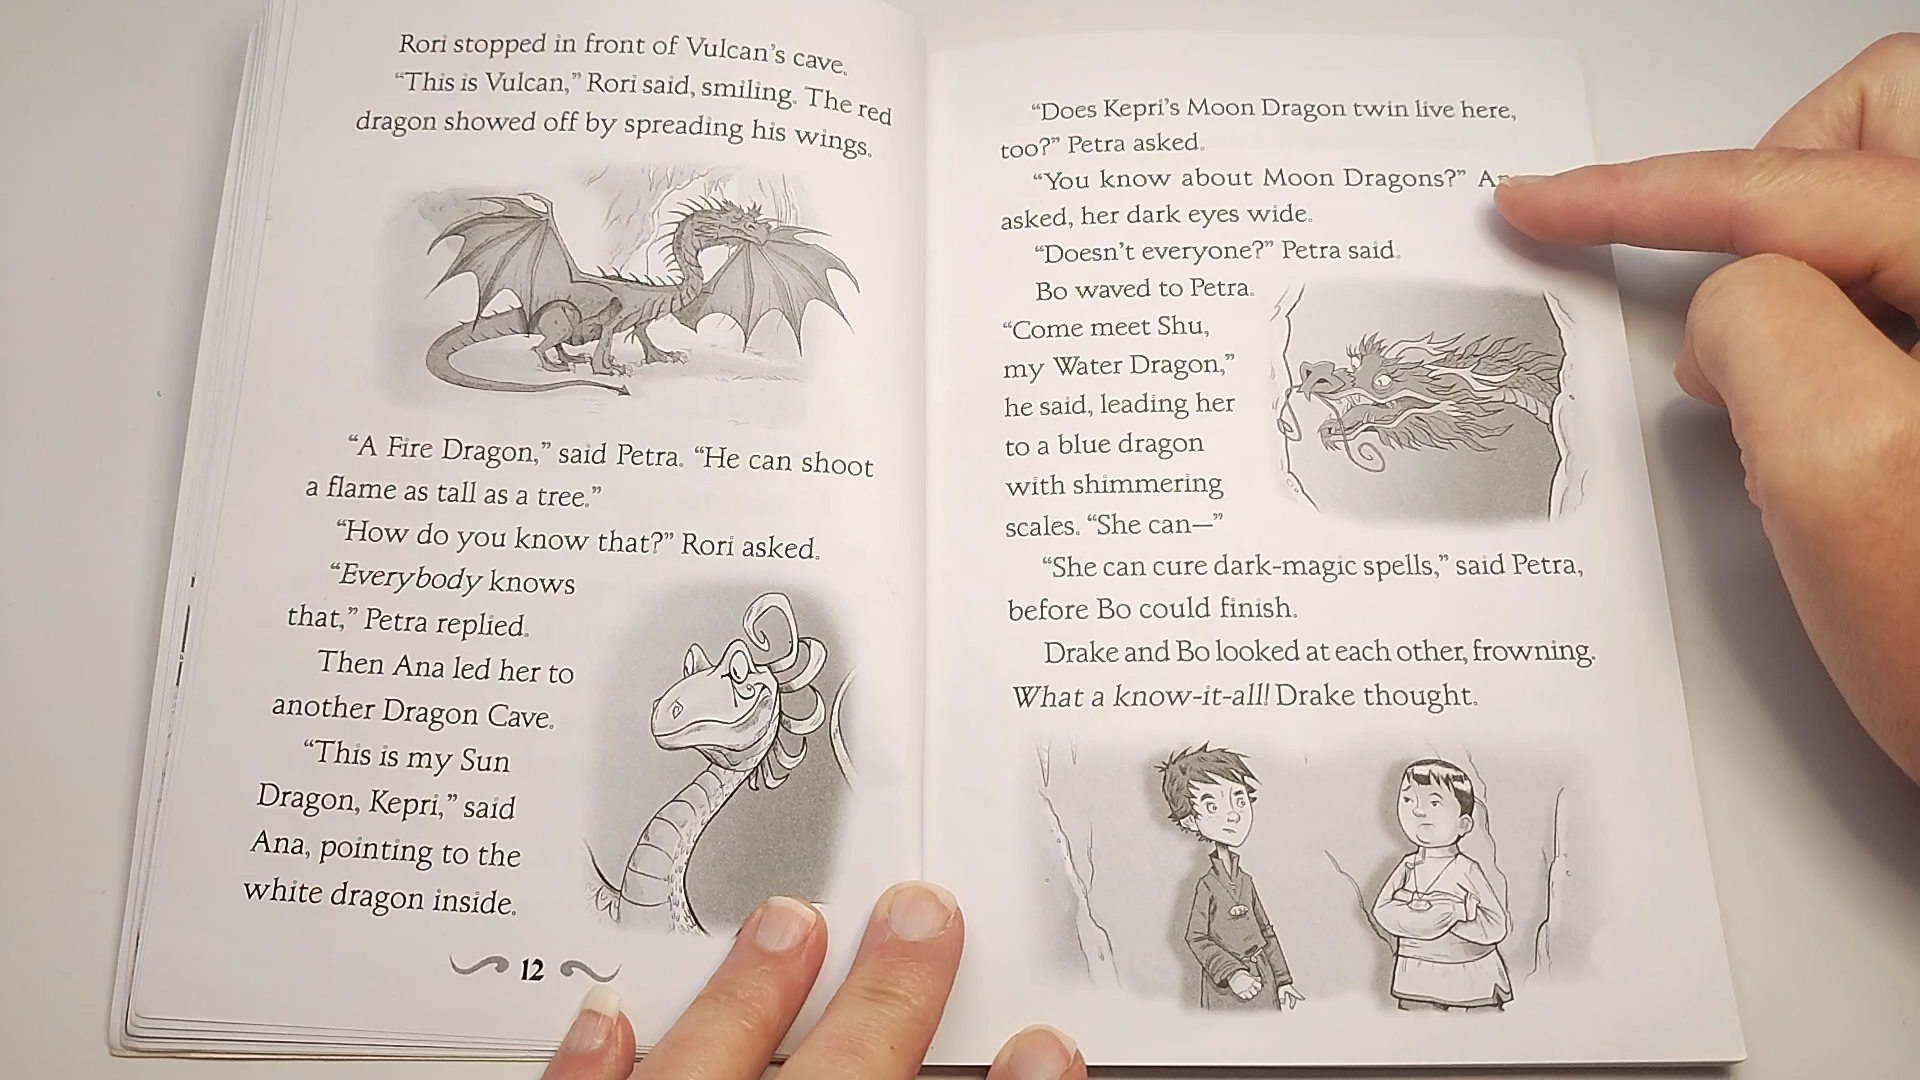 Rori stopped in front of Vulcan's cave.
“This is Vulcan,” Rori said, smiling. The red
dragon showed off by spreading his wings.
“A Fire Dragon,” said Petra. “He can shoot
a flame as tall as a tree.”
“How do you know that?” Rori asked.
“Everybody knows
that,” Petra replied.
Then Ana led her to
another Dragon Cave.
“This is my Sun
Dragon, Kepri,” said
Ana, pointing to the
white dragon inside.
12
“Does Kepri's Moon Dragon twin live here,
too?” Petra asked.
“You know about Moon Dragons?”
asked, her dark eyes wide.
“Doesn't everyone?” Petra said.
Bo waved to Petra.
“Come meet Shu,
my Water Dragon,”
he said, leading her
to a blue dragon
with shimmering
scales. “She can—”
“She can cure dark-magic spells,” said Petra,
before Bo could finish.
Drake and Bo looked at each other, frowning.
What a know-it-all! Drake thought.